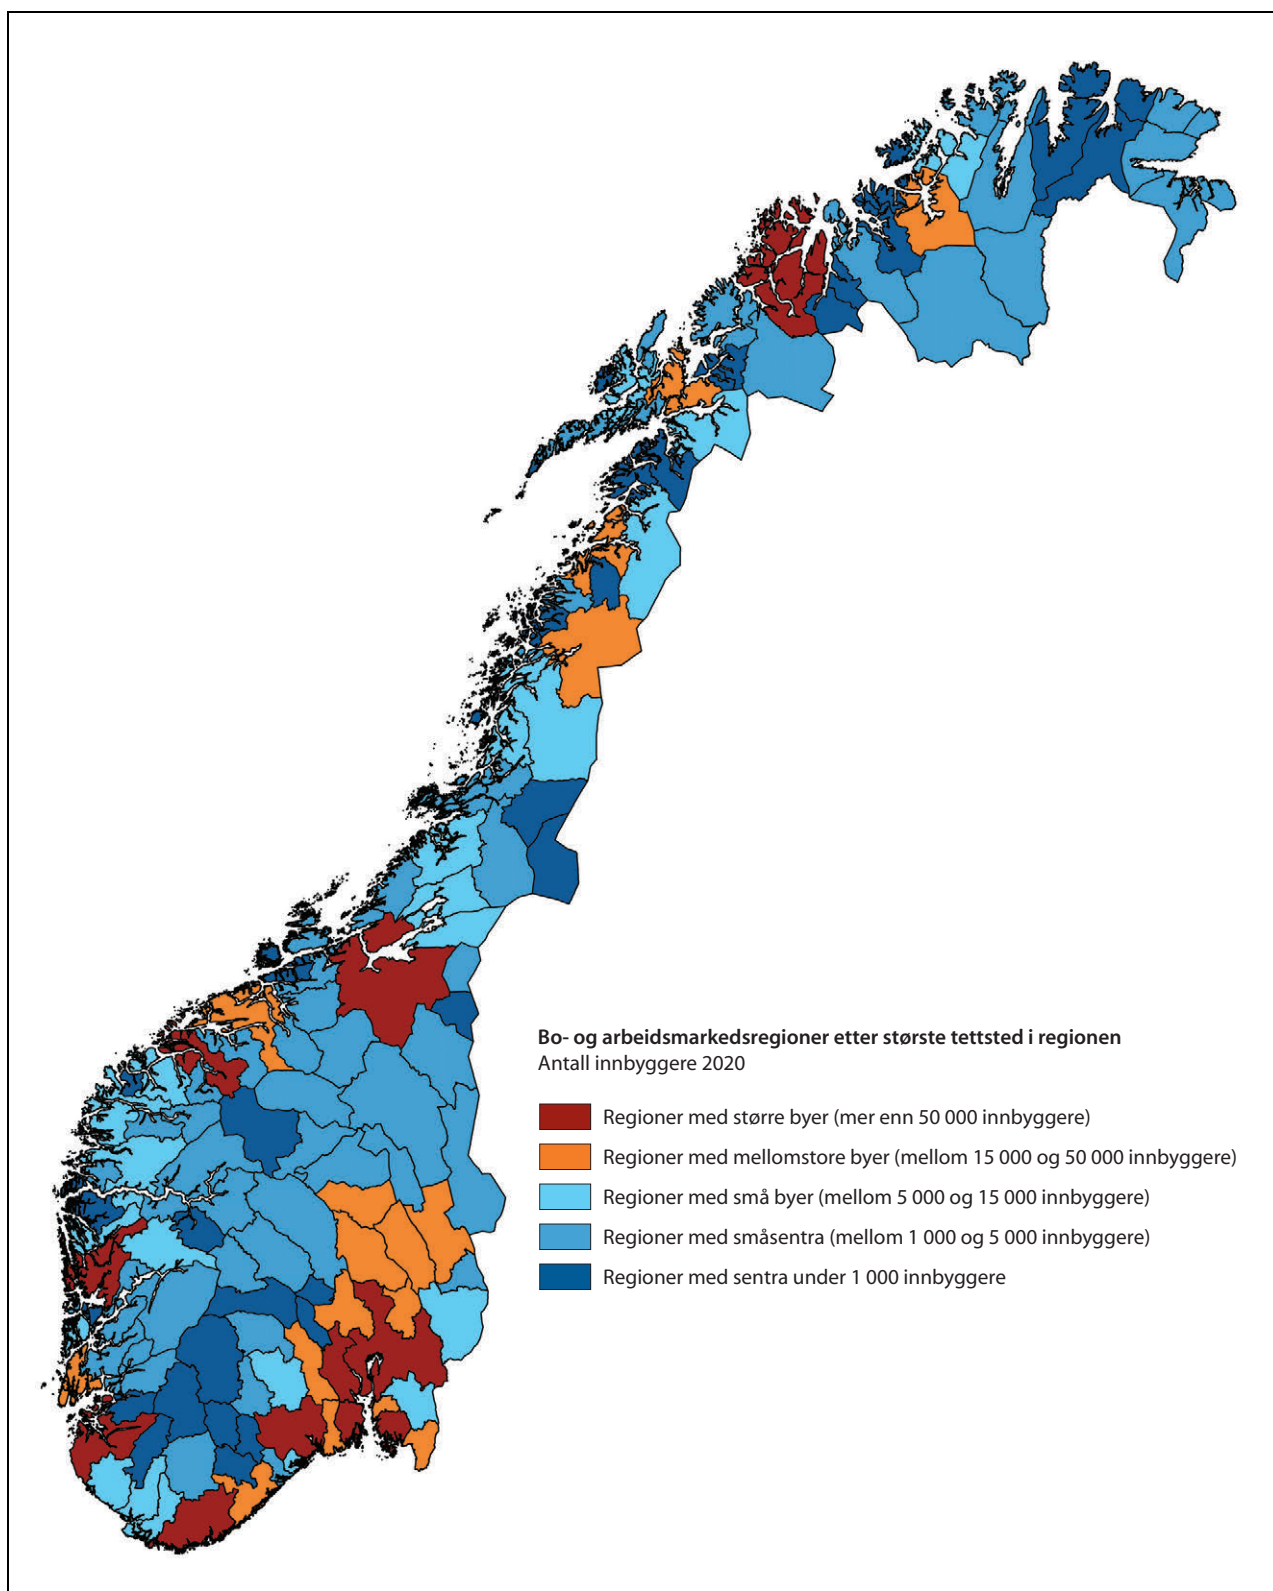 Bo- og arbeidsmarkedsregioner etter største tettsted i regionen
Antall innbyggere 2020
Regioner med større byer (mer enn 50 000 innbyggere)
Regioner med mellomstore byer (mellom 15 000 og 50 000 innbyggere)
Regioner med små byer (mellom 5 000 og 15 000 innbyggere)
Regioner med småsentra (mellom 1 000 og 5 000 innbyggere)
Regioner med sentra under 1 000 innbyggere